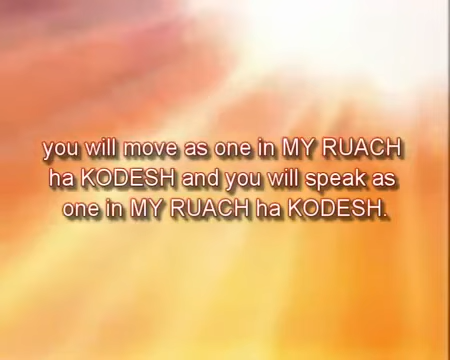 you will move as one in MY RUACH
ha KODESH and you will speak as
one in MY RUACH ha KODESH.